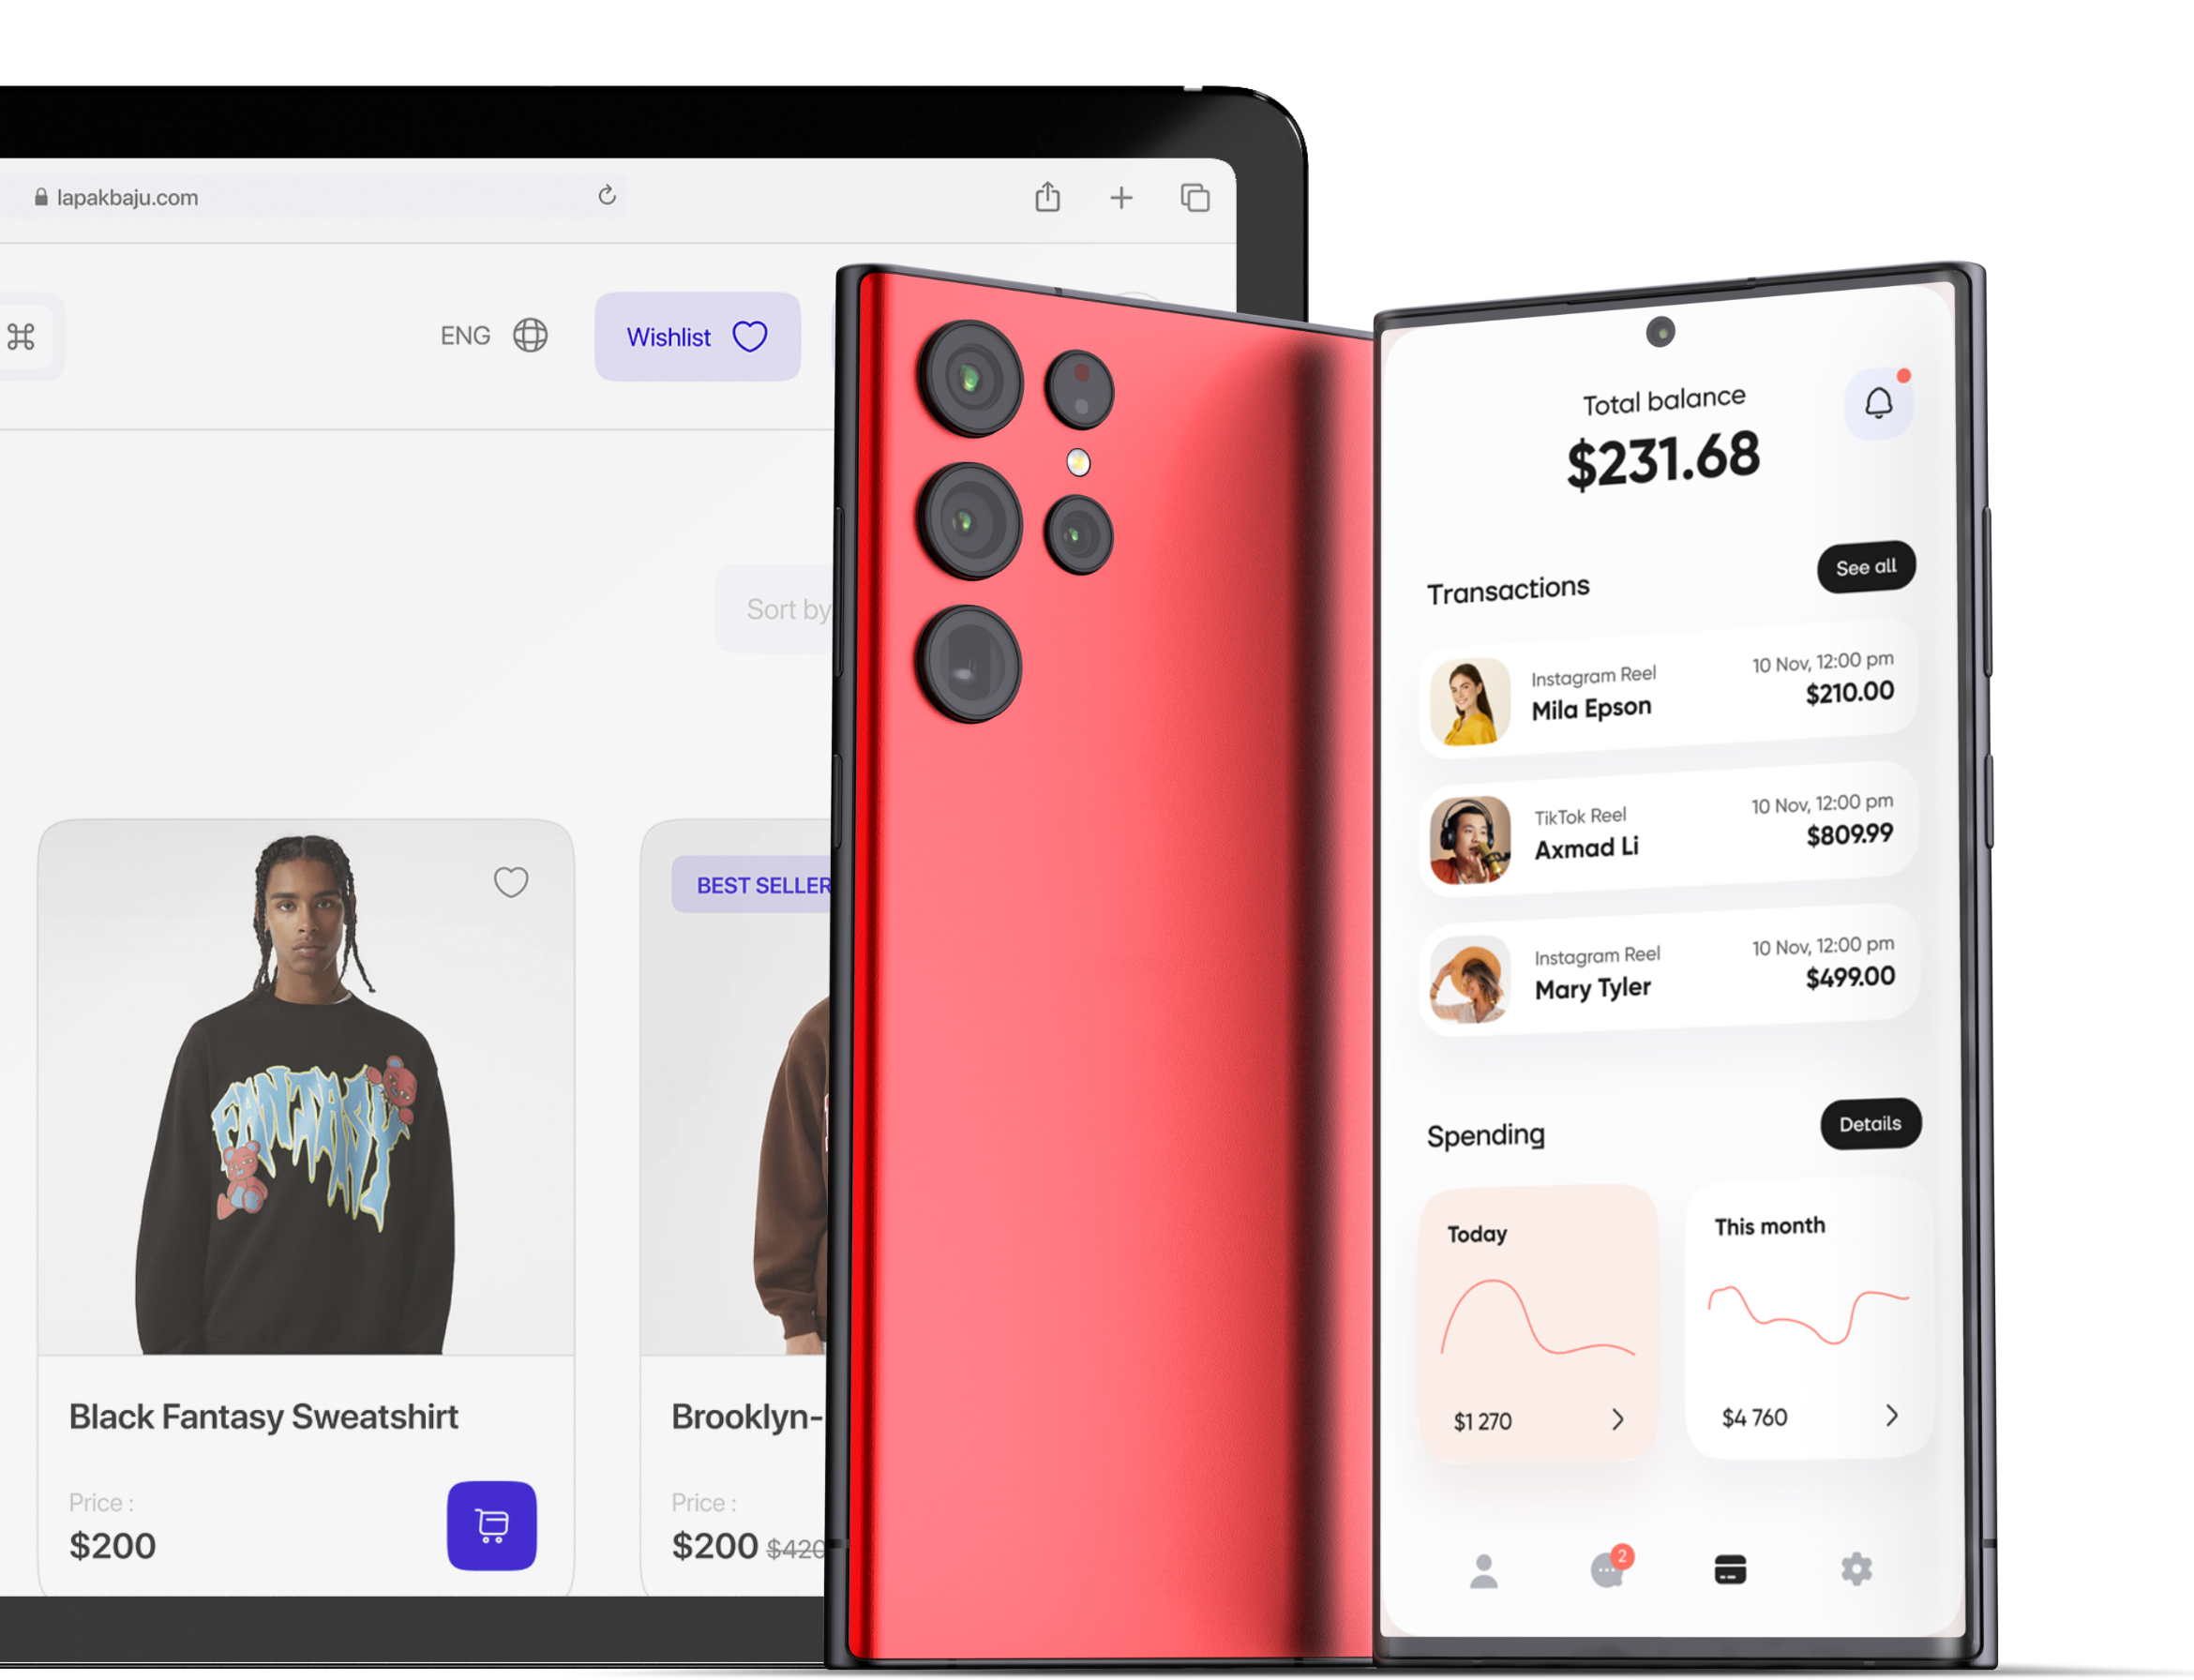 lapakbaju.com
ENG
Wishlist
Sort by
BEST SELLER
FANTASY
Black Fantasy Sweatshirt
Price :
$200
Brooklyn-
Price :
$200 $420
Total balance
$231.68
Transactions
See all
Instagram Reel
10 Nov, 12:00 pm
Mila Epson
$210.00
TikTok Reel
10 Nov, 12:00 pm
Axmad Li
$809.99
Instagram Reel
10 Nov, 12:00 pm
Mary Tyler
$499.00
Spending
Details
Today
$1 270
This month
$4 760
2